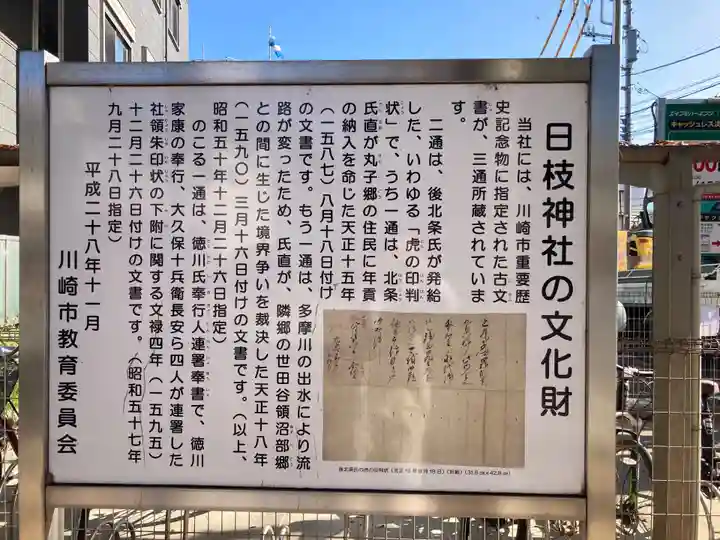 日枝神社の文化財
当社には、川崎市重要歴
史記念物に指定された古文
書が、三通所蔵されていま
す。
二通は、後北条氏が発給
した、いわゆる「虎の印判
状」で、うち一通は、北条
氏直が丸子郷の住民に年貢
の納入を命じた天正十五年
(一五八七)八月十八日付け
の文書です。もう一通は、多摩川の出水により流
路が変ったため、氏直が、隣郷の世田谷領沼部郷
との間に生じた境界争いを裁決した天正十八年
(一五九〇)三月十六日付けの文書です。(以上、
昭和五十年十二月二十六日指定)
のこる一通は、徳川氏奉行人連署奉書で、徳川
家康の奉行、大久保十兵衛長安ら四人が連署した
社領朱印状の下附に関する文禄四年(一五九五)
十二月二十六日付けの文書です。(昭和五十七年
九月二十八日指定)
平成二十八年十一月
川崎市教育委員会
キャッシュレス